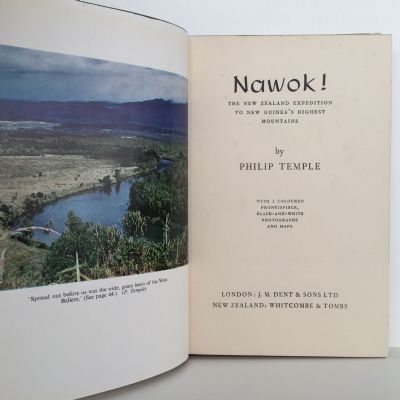 'Spread out before us was the wide, green basin of the West
Baliem.' (See page 44.) (P. Temple)
Nawok!
THE NEW ZEALAND EXPEDITION
TO NEW GUINEA'S HIGHEST
MOUNTAINS
by
PHILIP TEMPLE
WITH A COLOURED
FRONTISPIECE,
BLACK-AND-WHITE
PHOTOGRAPHS
AND MAPS
LONDON: J. M. DENT & SONS LTD
NEW ZEALAND: WHITCOMBE & TOMBS